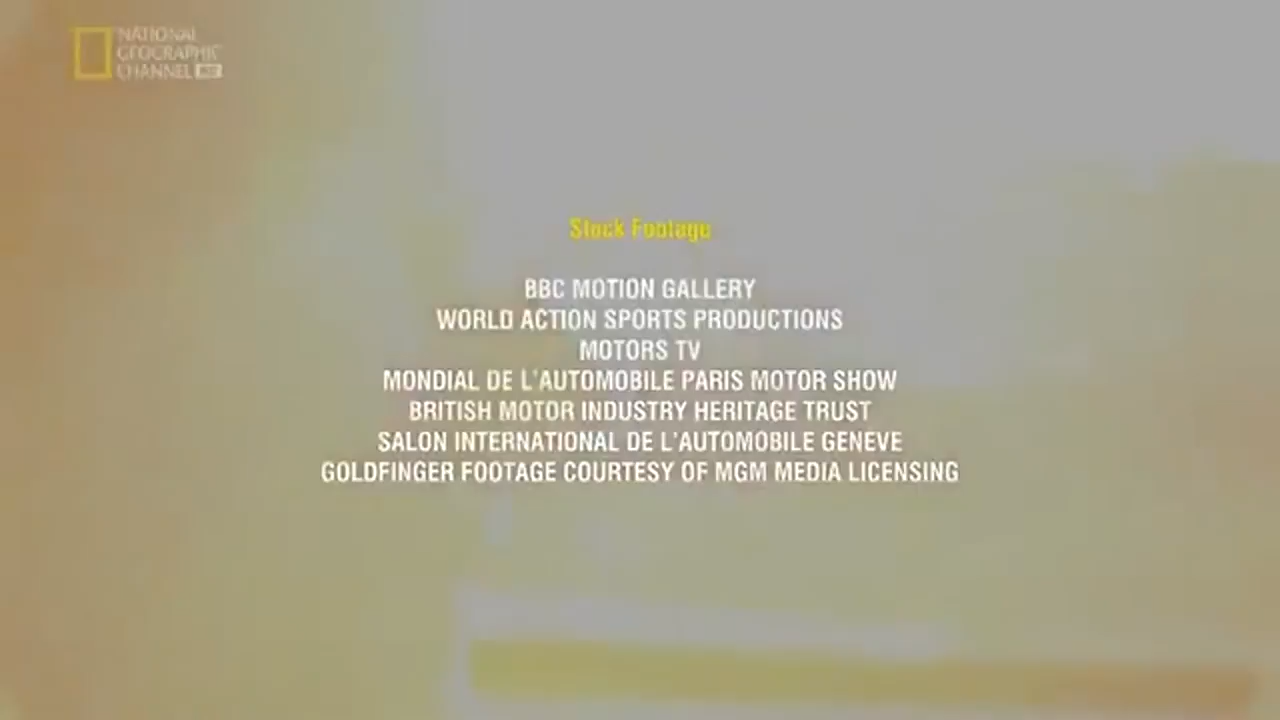 NATIONAL
GEOGRAPHIC
CHANNEL HD
Stock Footage
BBC MOTION GALLERY
WORLD ACTION SPORTS PRODUCTIONS
MOTORS TV
MONDIAL DE L'AUTOMOBILE PARIS MOTOR SHOW
BRITISH MOTOR INDUSTRY HERITAGE TRUST
SALON INTERNATIONAL DE L'AUTOMOBILE GENEVE
GOLDFINGER FOOTAGE COURTESY OF MGM MEDIA LICENSING